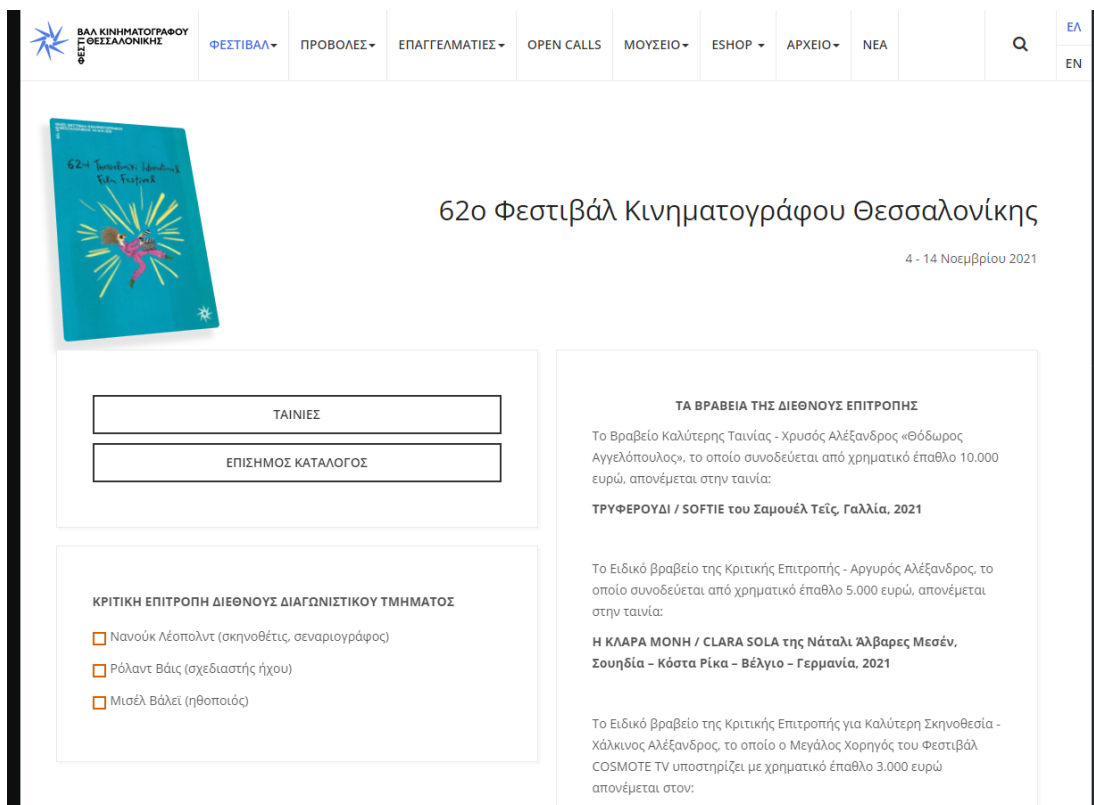 ΒΑΛ ΚΙΝΗΜΑΤΟΓΡΑΦΟΥ
ΘΕΣΣΑΛΟΝΙΚΗΣ
ΦΕΣΤΙ
ΦΕΣΤΙΒΑΛ
ΠΡΟΒΟΛΕΣ
ΕΠΑΓΓΕΛΜΑΤΙΕΣ
OPEN CALLS
ΜΟΥΣΕΙΟ
ESHOP
ΑΡΧΕΙΟ
ΝΕΑ
ΕΛ
EN
62nd Thessaloniki International
Film Festival
62ο Φεστιβάλ Κινηματογράφου Θεσσαλονίκης
4 - 14 Νοεμβρίου 2021
ΤΑΙΝΙΕΣ
ΕΠΙΣΗΜΟΣ ΚΑΤΑΛΟΓΟΣ
ΚΡΙΤΙΚΗ ΕΠΙΤΡΟΠΗ ΔΙΕΘΝΟΥΣ ΔΙΑΓΩΝΙΣΤΙΚΟΥ ΤΜΗΜΑΤΟΣ
Νανούκ Λέοπολντ (σκηνοθέτις, σεναριογράφος)
Ρόλαντ Βάις (σχεδιαστής ήχου)
Μισέλ Βάλεϊ (ηθοποιός)
ΤΑ ΒΡΑΒΕΙΑ ΤΗΣ ΔΙΕΘΝΟΥΣ ΕΠΙΤΡΟΠΗΣ
Το Βραβείο Καλύτερης Ταινίας - Χρυσός Αλέξανδρος «Θόδωρος
Αγγελόπουλος», το οποίο συνοδεύεται από χρηματικό έπαθλο 10.000
ευρώ, απονέμεται στην ταινία:
ΤΡΥΦΕΡΟΥΔΙ / SOFTIE του Σαμουέλ Τεΐς, Γαλλία, 2021
Το Ειδικό βραβείο της Κριτικής Επιτροπής - Αργυρός Αλέξανδρος, το
οποίο συνοδεύεται από χρηματικό έπαθλο 5.000 ευρώ, απονέμεται
στην ταινία:
Η ΚΛΑΡΑ ΜΟΝΗ / CLARA SOLA της Νάταλι Άλβαρες Μεσέν,
Σουηδία – Κόστα Ρίκα – Βέλγιο – Γερμανία, 2021
Το Ειδικό βραβείο της Κριτικής Επιτροπής για Καλύτερη Σκηνοθεσία -
Χάλκινος Αλέξανδρος, το οποίο ο Μεγάλος Χορηγός του Φεστιβάλ
COSMOTE TV υποστηρίζει με χρηματικό έπαθλο 3.000 ευρώ
απονέμεται στον: